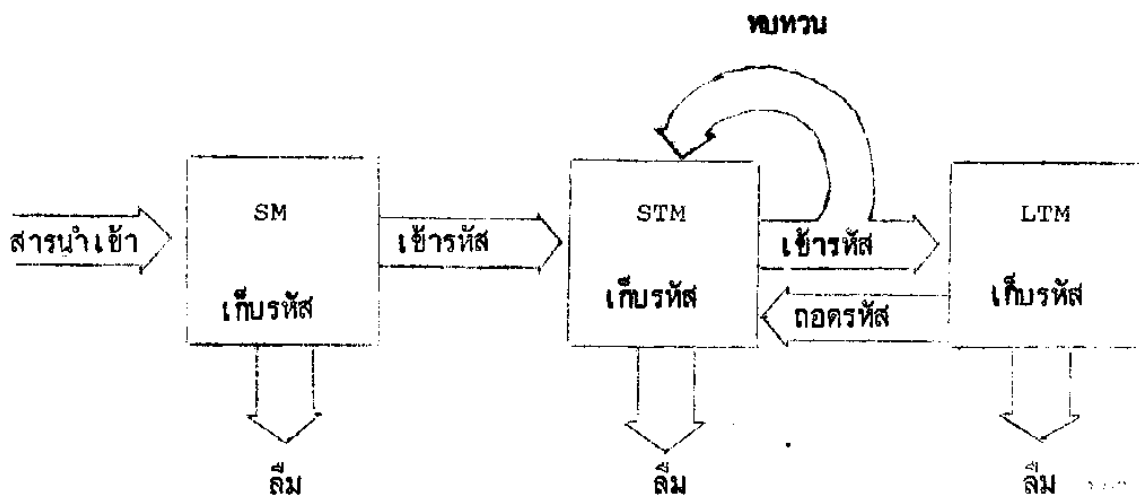 ทบทวน
SM
STM
LTM
สารนำเข้า
เข้ารหัส
เข้ารหัส
เก็บรหัส
เก็บรหัส
เก็บรหัส
ถอดรหัส
ลืม
ลืม
ลืม